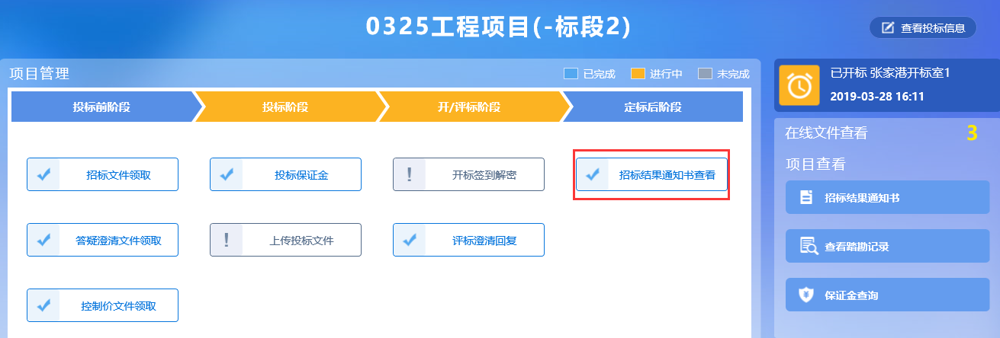 0325工程项目(-标段2)
查看投标信息
项目管理
已完成
进行中
未完成
投标前阶段
投标阶段
开/评标阶段
定标后阶段
招标文件领取
投标保证金
开标签到解密
招标结果通知书查看
答疑澄清文件领取
上传投标文件
评标澄清回复
控制价文件领取
已开标 张家港开标室1
2019-03-28 16:11
在线文件查看 3
项目查看
招标结果通知书
查看踏勘记录
保证金查询